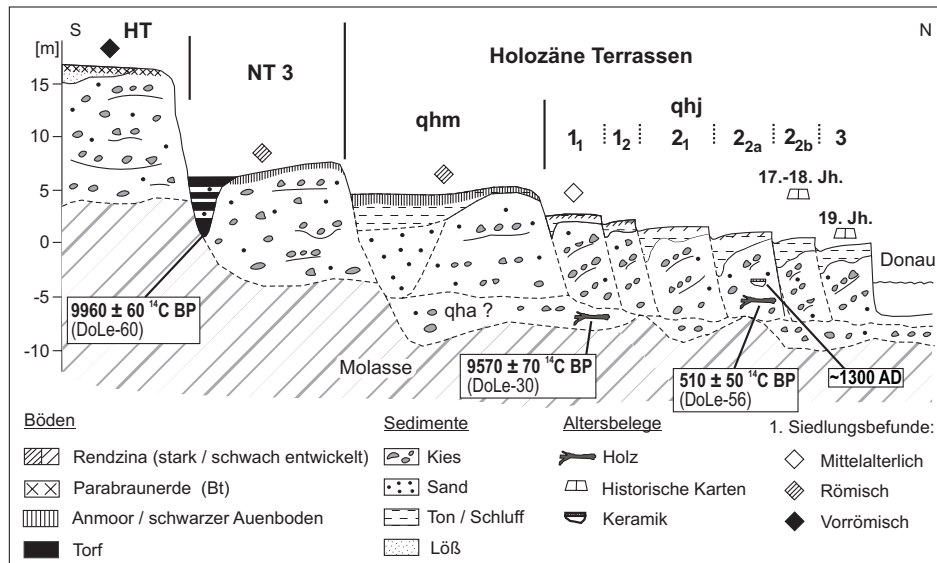 S HT N
[m]
NT 3
Holozäne Terrassen
qhm
qhj
1₁ 1₂ 2₁ 2₂ₐ 2₂b 3
15
10
5
0
-5
-10
17.-18. Jh.
19. Jh.
Donau
qha ?
Molasse
9960 ± 60 ¹⁴C BP
(DoLe-60)
9570 ± 70 ¹⁴C BP
(DoLe-30)
510 ± 50 ¹⁴C BP
(DoLe-56)
~1300 AD
Böden
Rendzina (stark / schwach entwickelt)
Parabraunerde (Bt)
Anmoor / schwarzer Auenboden
Torf
Sedimente
Kies
Sand
Ton / Schluff
Löß
Altersbelege
Holz
Historische Karten
Keramik
1. Siedlungsbefunde:
Mittelalterlich
Römisch
Vorrömisch